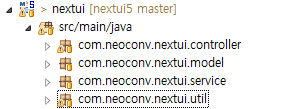 > nextui [nextui5 master]
src/main/java
com.neoconv.nextui.controller
com.neoconv.nextui.model
com.neoconv.nextui.service
com.neoconv.nextui.util